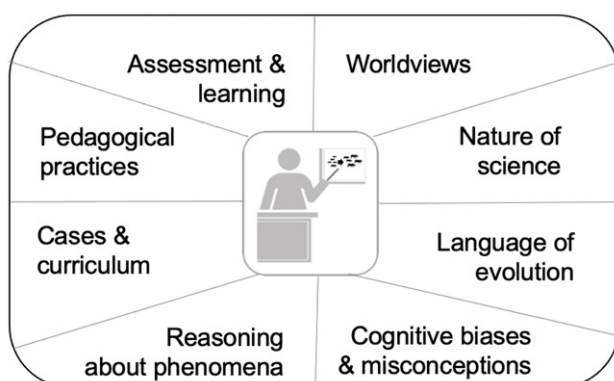 Assessment &
learning
Worldviews
Pedagogical
practices
Nature of
science
Cases &
curriculum
Language of
evolution
Reasoning
about phenomena
Cognitive biases
& misconceptions